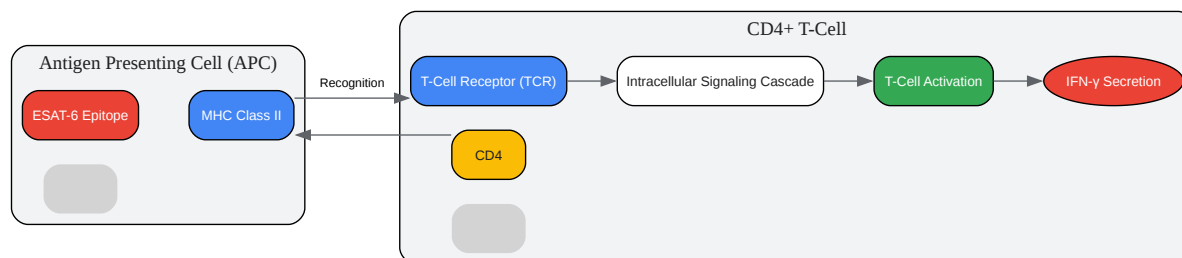 Antigen Presenting Cell (APC)
ESAT-6 Epitope
MHC Class II
Recognition
CD4+ T-Cell
T-Cell Receptor (TCR)
Intracellular Signaling Cascade
T-Cell Activation
IFN-γ Secretion
CD4